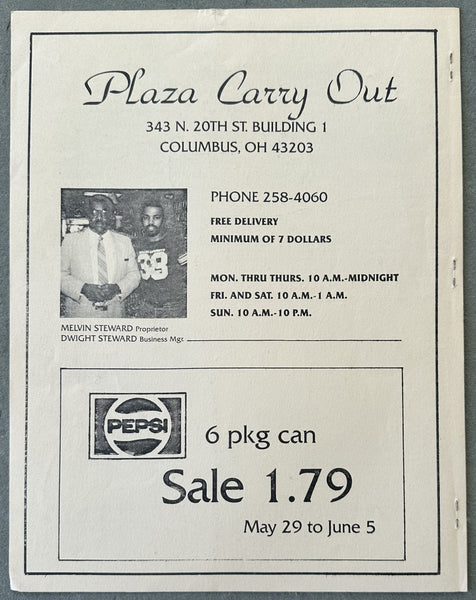 Plaza Carry Out
343 N. 20TH ST. BUILDING 1
COLUMBUS, OH 43203
PHONE 258-4060
FREE DELIVERY
MINIMUM OF 7 DOLLARS
MON. THRU THURS. 10 A.M.-MIDNIGHT
FRI. AND SAT. 10 A.M.-1 A.M.
SUN. 10 A.M.-10 P.M.
38
MELVIN STEWARD Proprietor
DWIGHT STEWARD Business Mgr.
PEPSI
6 pkg can
Sale 1.79
May 29 to June 5